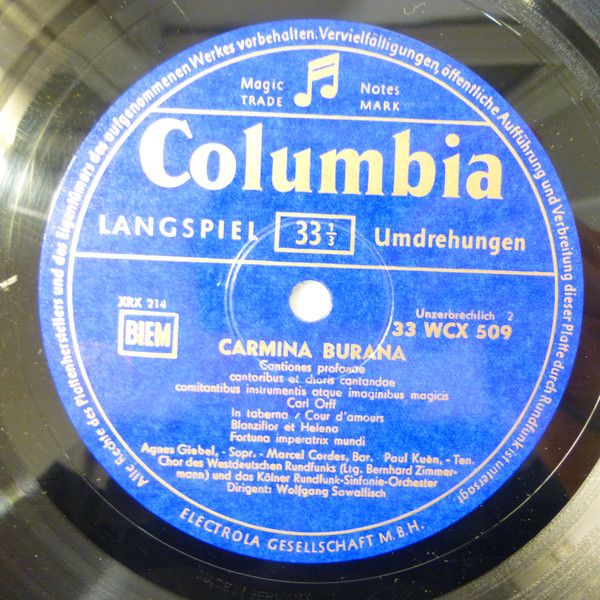 Alle Rechte des Plattenherstellers und des Eigentümers des aufgenommenen Werkes vorbehalten. Vervielfältigungen, öffentliche Aufführung und Verbreitung dieser Platte durch Rundfunk ist untersagt.
Magic Notes
TRADE MARK
Columbia
LANGSPIEL 33 1/3 Umdrehungen
XRX 214
BIEM
Unzerbrechlich 2
33 WCX 509
CARMINA BURANA
Cantiones profanae
cantoribus et choris cantandae
comitantibus instrumentis atque imaginibus magicis
Carl Orff
In taberna / Cour d'amours
Blanziflor et Helena
Fortuna imperatrix mundi
Agnes Giebel, - Sopr. - Marcel Cordes, Bar. Paul Kuën, - Ten.
Chor des Westdeutschen Rundfunks (Ltg. Bernhard Zimmer-
mann) und das Kölner Rundfunk-Sinfonie-Orchester
Dirigent: Wolfgang Sawallisch
ELECTROLA GESELLSCHAFT M.B.H.